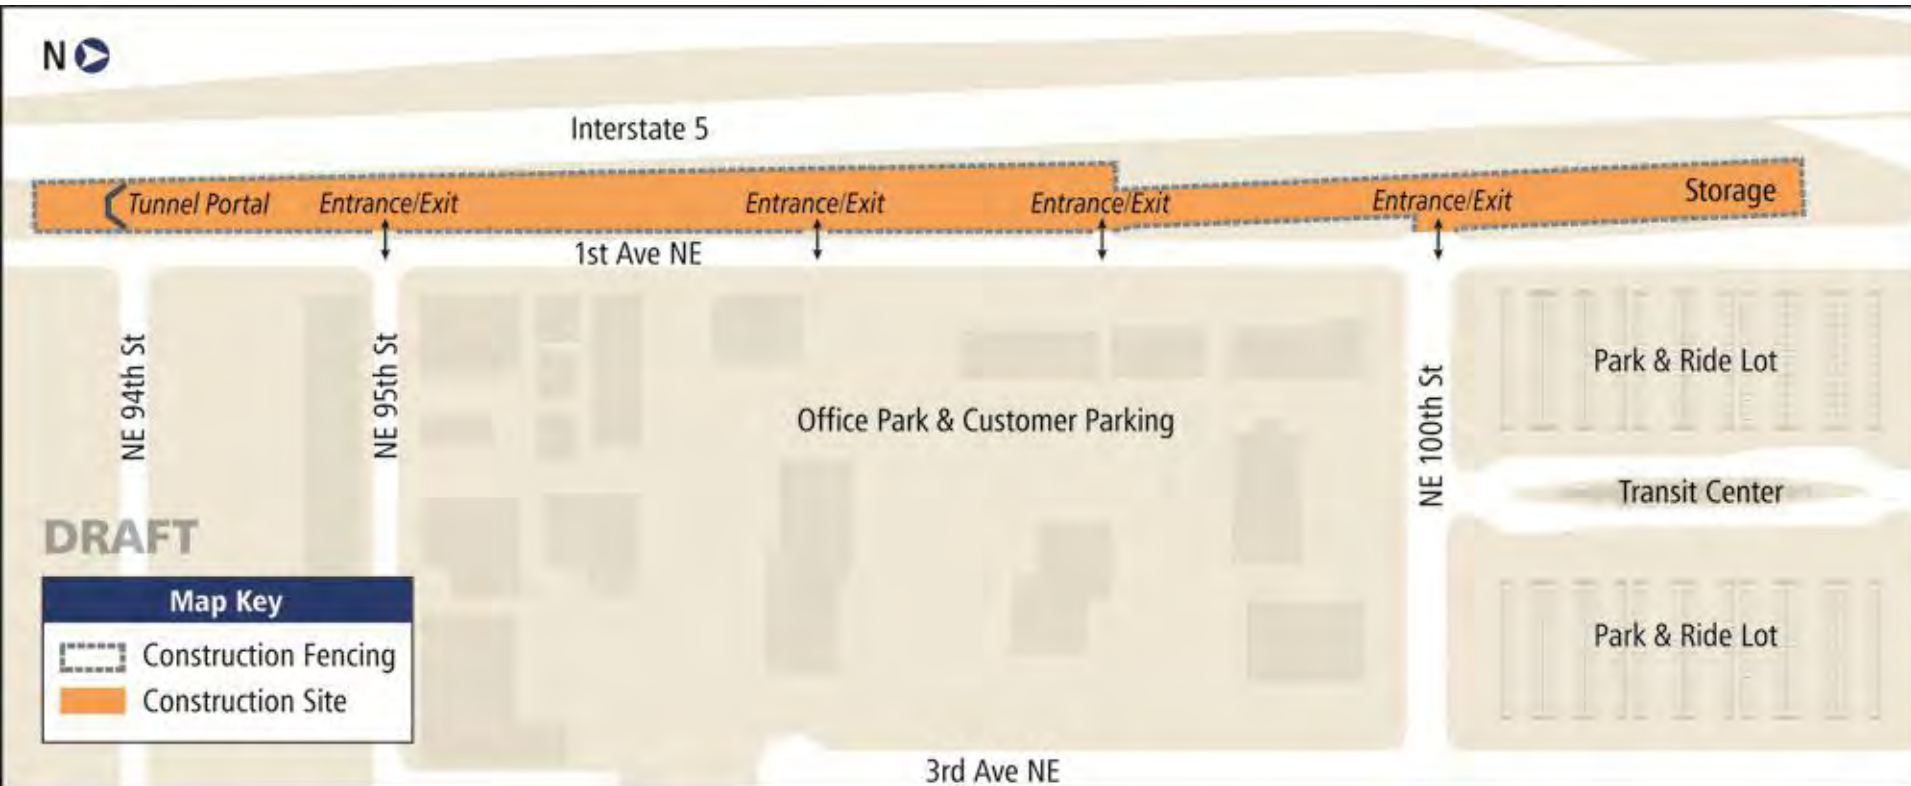 N
Interstate 5
Tunnel Portal
Entrance/Exit
Entrance/Exit
Entrance/Exit
Entrance/Exit
Storage
1st Ave NE
NE 94th St
NE 95th St
NE 100th St
Office Park & Customer Parking
Park & Ride Lot
Transit Center
Park & Ride Lot
DRAFT
Map Key
Construction Fencing
Construction Site
3rd Ave NE